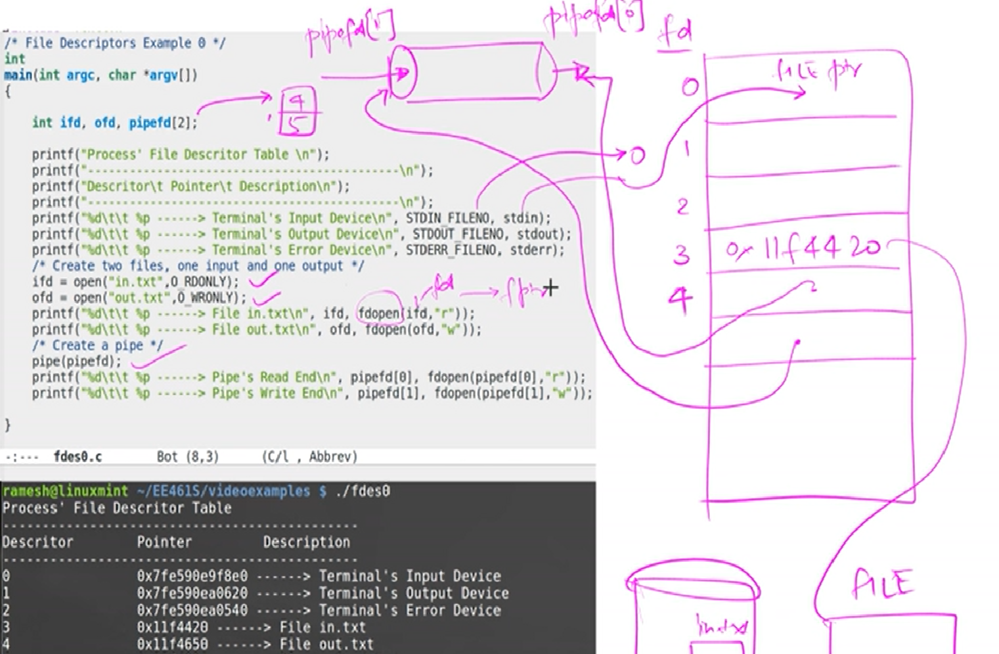 /* File Descriptors Example 0 */
int
main(int argc, char *argv[])
{
int ifd, ofd, pipefd[2];
printf("Process' File Descritor Table \n");
printf("-------------------------------------------\n");
printf("Descritor\t Pointer\t Description\n");
printf("-------------------------------------------\n");
printf("%d\t\t %p ------> Terminal's Input Device\n", STDIN_FILENO, stdin);
printf("%d\t\t %p ------> Terminal's Output Device\n", STDOUT_FILENO, stdout);
printf("%d\t\t %p ------> Terminal's Error Device\n", STDERR_FILENO, stderr);
/* Create two files, one input and one output */
ifd = open("in.txt",O_RDONLY);
ofd = open("out.txt",O_WRONLY);
printf("%d\t\t %p ------> File in.txt\n", ifd, fdopen(ifd,"r"));
printf("%d\t\t %p ------> File out.txt\n", ofd, fdopen(ofd,"w"));
/* Create a pipe */
pipe(pipefd);
printf("%d\t\t %p ------> Pipe's Read End\n", pipefd[0], fdopen(pipefd[0],"r"));
printf("%d\t\t %p ------> Pipe's Write End\n", pipefd[1], fdopen(pipefd[1],"w"));
}
-:--- fdes0.c Bot (8,3) (C/l , Abbrev)
ramesh@linuxmint ~/EE461S/videoexamples $ ./fdes0
Process' File Descritor Table
-------------------------------------------
Descritor Pointer Description
-------------------------------------------
0 0x7fe590e9f8e0 ------> Terminal's Input Device
1 0x7fe590ea0620 ------> Terminal's Output Device
2 0x7fe590ea0540 ------> Terminal's Error Device
3 0x11f4420 ------> File in.txt
4 0x11f4650 ------> File out.txt
pipefd[1]
pipefd[0]
4
5
0
fd
fd
FILE ptr
0
1
2
3 0x11f4420
4
FILE